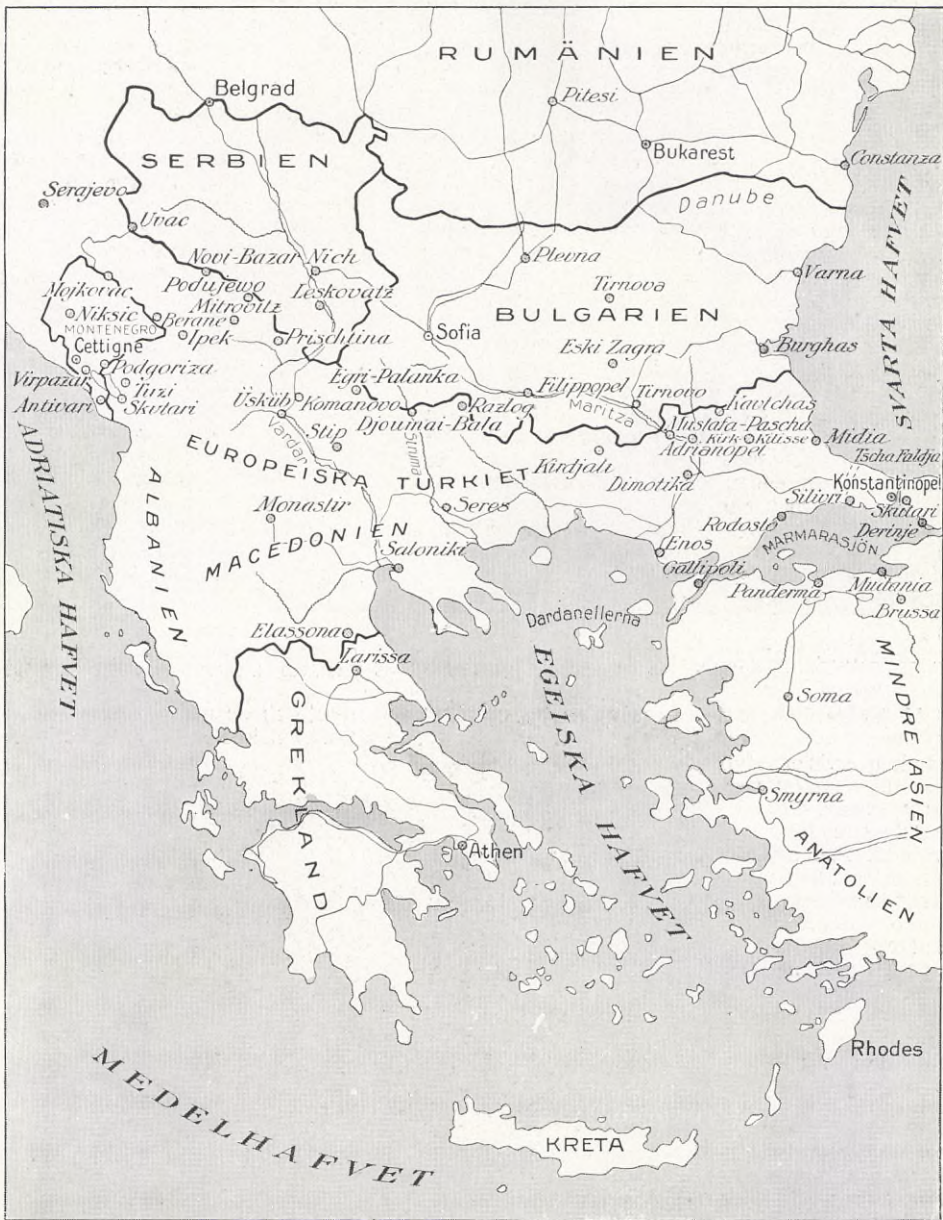 RUMÄNIEN
Belgrad
Pitesi
SERBIEN
Bukarest
Constanza
Serajevo
Danube
SVARTA HAFVET
Uvac
Novi-Bazar
Nich
Plevna
Varna
Mojkovac
Podujewo
Leskovatz
Tirnova
Niksic
Mitrovitz
BULGARIEN
MONTENEGRO
Berane
Ipek
Prischtina
Sofia
Burghas
Cettigne
Eski Zagra
Podgoriza
Virpazar
Tuzi
Egri-Palanka
Filippopel
Tirnovo
Skutari
Antivari
Üsküb
Komanovo
Razlog
Maritza
Kavtchas
Djoumai-Bala
Mustafa-Pascha
Stip
Vardar
Struma
Kirk-Kilisse
Midia
Adrianopel
ADRIATISKA HAFVET
EUROPEISKA TURKIET
Kirdjali
Dimotika
Konstantinopel
Silivri
Skutari
ALBANIEN
Monastir
Seres
Rodosto
Derinje
MACEDONIEN
Enos
MARMARASJÖN
Saloniki
Gallipoli
Panderma
Mudania
Dardanellerna
Brussa
Elassona
Larissa
EGEISKA HAFVET
MINDRE ASIEN
GREKLAND
Soma
Smyrna
Athen
ANATOLIEN
Rhodes
MEDELHAFVET
KRETA